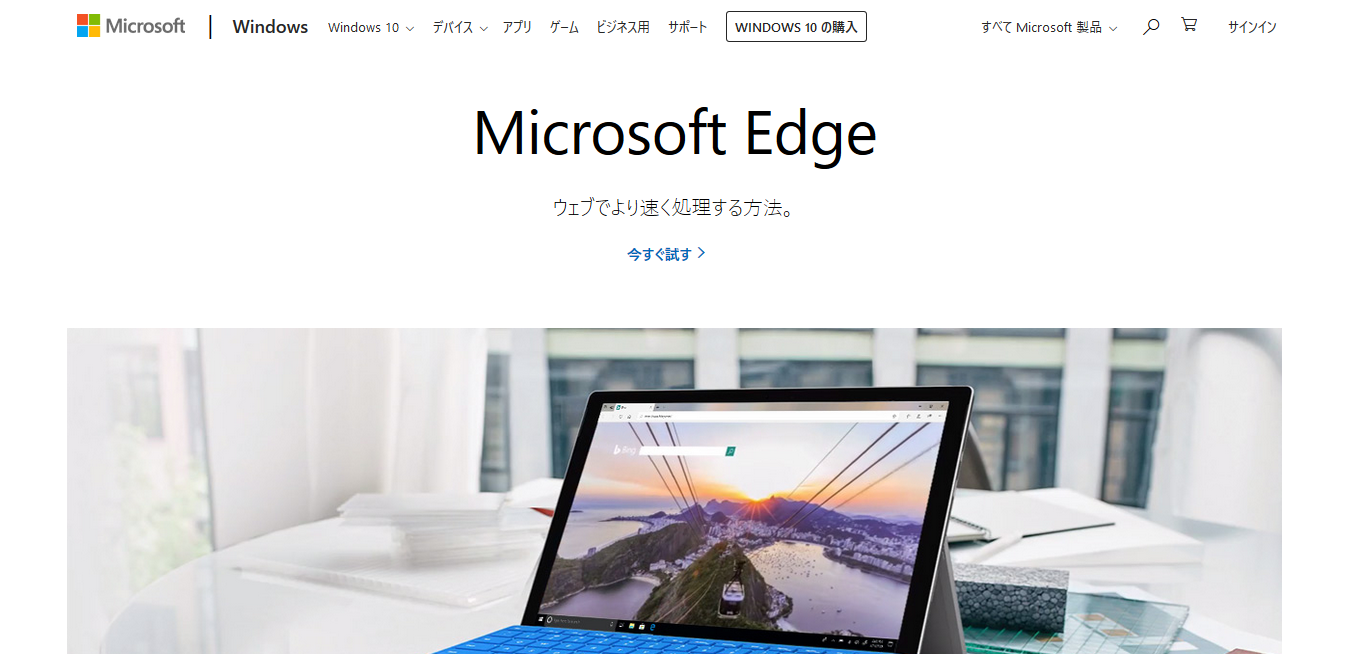 Microsoft
Windows
Windows 10
デバイス
アプリ
ゲーム
ビジネス用
サポート
WINDOWS 10 の購入
すべて Microsoft 製品
サインイン
Microsoft Edge
ウェブでより速く処理する方法。
今すぐ試す
Bing